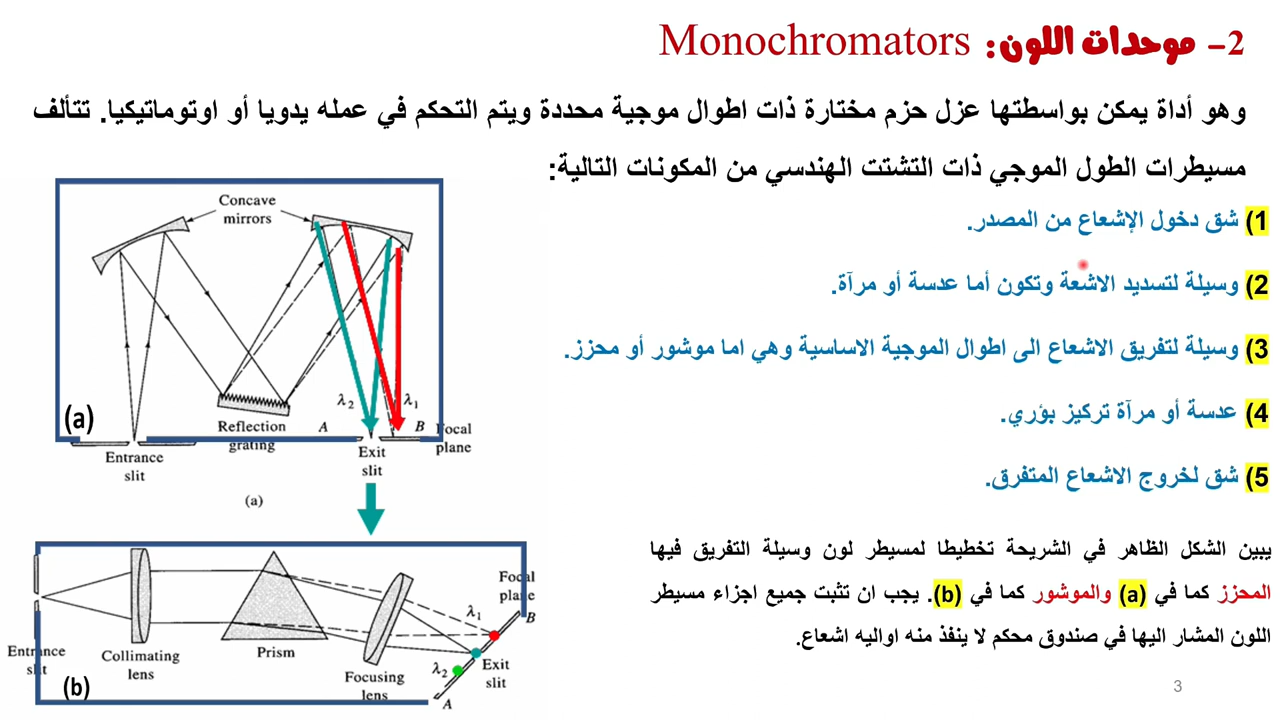 2- موحدات اللون: Monochromators
وهو أداة يمكن بواسطتها عزل حزم مختارة ذات اطوال موجية محددة ويتم التحكم في عمله يدويا أو اوتوماتيكيا. تتألف
مسيطرات الطول الموجي ذات التشتت الهندسي من المكونات التالية:
1) شق دخول الإشعاع من المصدر.
2) وسيلة لتسديد الاشعة وتكون أما عدسة أو مرآة.
3) وسيلة لتفريق الاشعاع الى اطوال الموجية الاساسية وهي اما موشور أو محزز.
4) عدسة أو مرآة تركيز بؤري.
5) شق لخروج الاشعاع المتفرق.
يبين الشكل الظاهر في الشريحة تخطيطا لمسيطر لون وسيلة التفريق فيها
المحزز كما في (a) والموشور كما في (b). يجب ان تثبت جميع اجزاء مسيطر
اللون المشار اليها في صندوق محكم لا ينفذ منه اواليه اشعاع.
Concave
mirrors
λ2
λ1
(a)
Reflection
grating
A
B
Focal
plane
Entrance
slit
Exit
slit
(a)
Focal
plane
B
λ1
Entrance
slit
Collimating
lens
Prism
Focusing
lens
λ2
Exit
slit
A
(b)
3